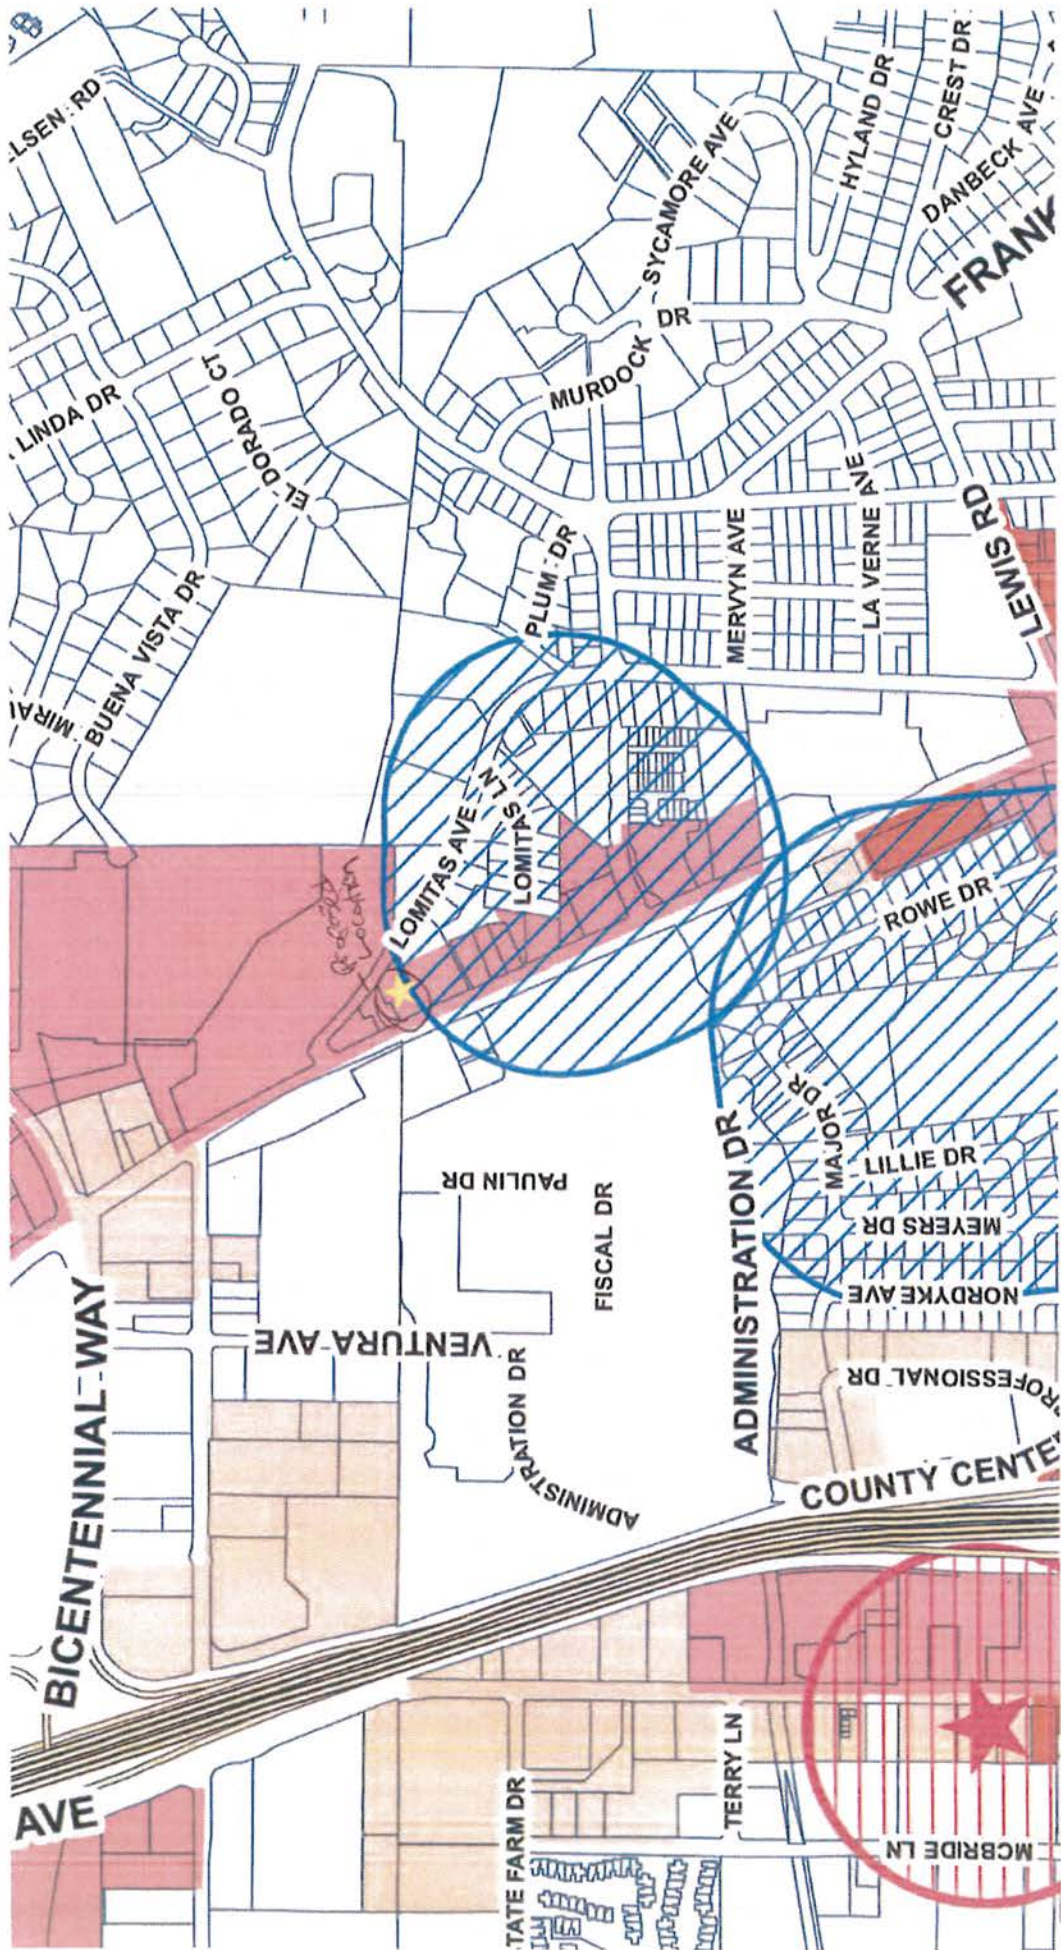 ELSEN RD
LINDA DR
EL DORADO CT
BUENA VISTA DR
SYCAMORE AVE
HYLAND DR
CREST DR
DANBECK AVE
FRANK
MURDOCK DR
PLUM DR
MERVYN AVE
LA VERNE AVE
LEWIS RD
LOMITAS AVE
LOMITAS LN
Proposed
Location
ROWE DR
BICENTENNIAL WAY
PAULIN DR
FISCAL DR
VENTURA AVE
ADMINISTRATION DR
ADMINISTRATION DR
MAJOR DR
LILLIE DR
MEYERS DR
NORDYKE AVE
ROFESSIONAL DR
COUNTY CENTE
AVE
TATE FARM DR
TERRY LN
MCBRIDE LN